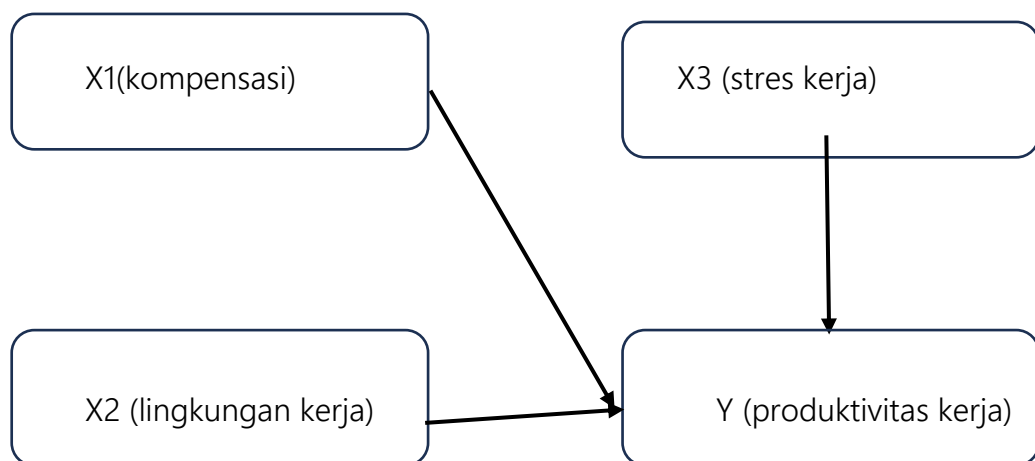 X1(kompensasi)
X3 (stres kerja)
X2 (lingkungan kerja)
Y (produktivitas kerja)